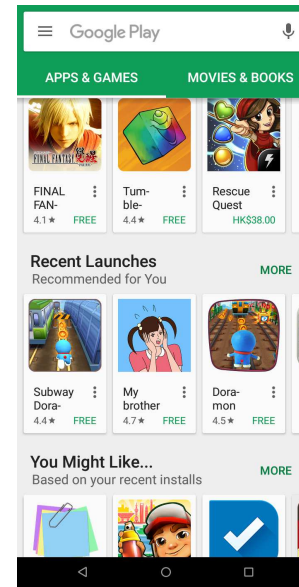 Google Play
APPS & GAMES MOVIES & BOOKS
FINAL FANTASY
FINAL FAN- Tum- ble- Rescue Quest
4.1★ FREE 4.4★ FREE HK$38.00
Recent Launches
Recommended for You
MORE
Subway Dora- My brother Dora- mon
4.4★ FREE 4.7★ FREE 4.5★ FREE
You Might Like...
Based on your recent installs
MORE